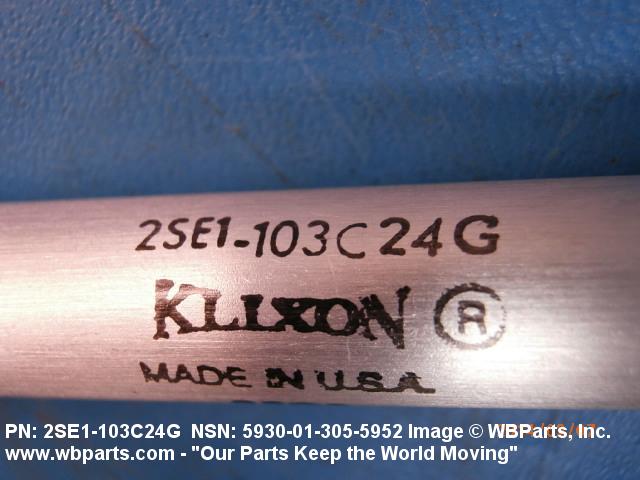 2SE1-103C24G
KLIXON ®
MADE IN U.S.A.
PN: 2SE1-103C24G NSN: 5930-01-305-5952 Image © WBParts, Inc.
www.wbparts.com - "Our Parts Keep the World Moving"